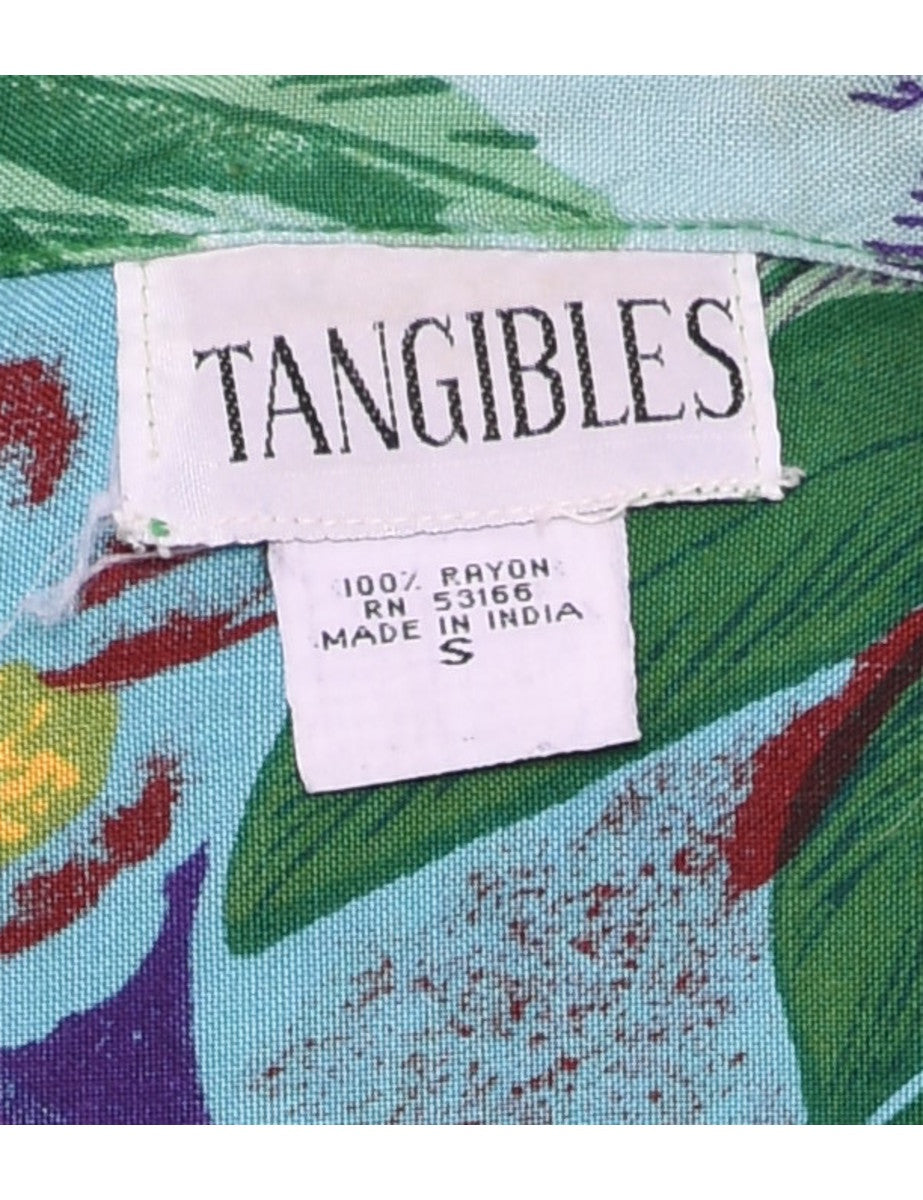 TANGIBLES
100% RAYON
RN 53166
MADE IN INDIA
S